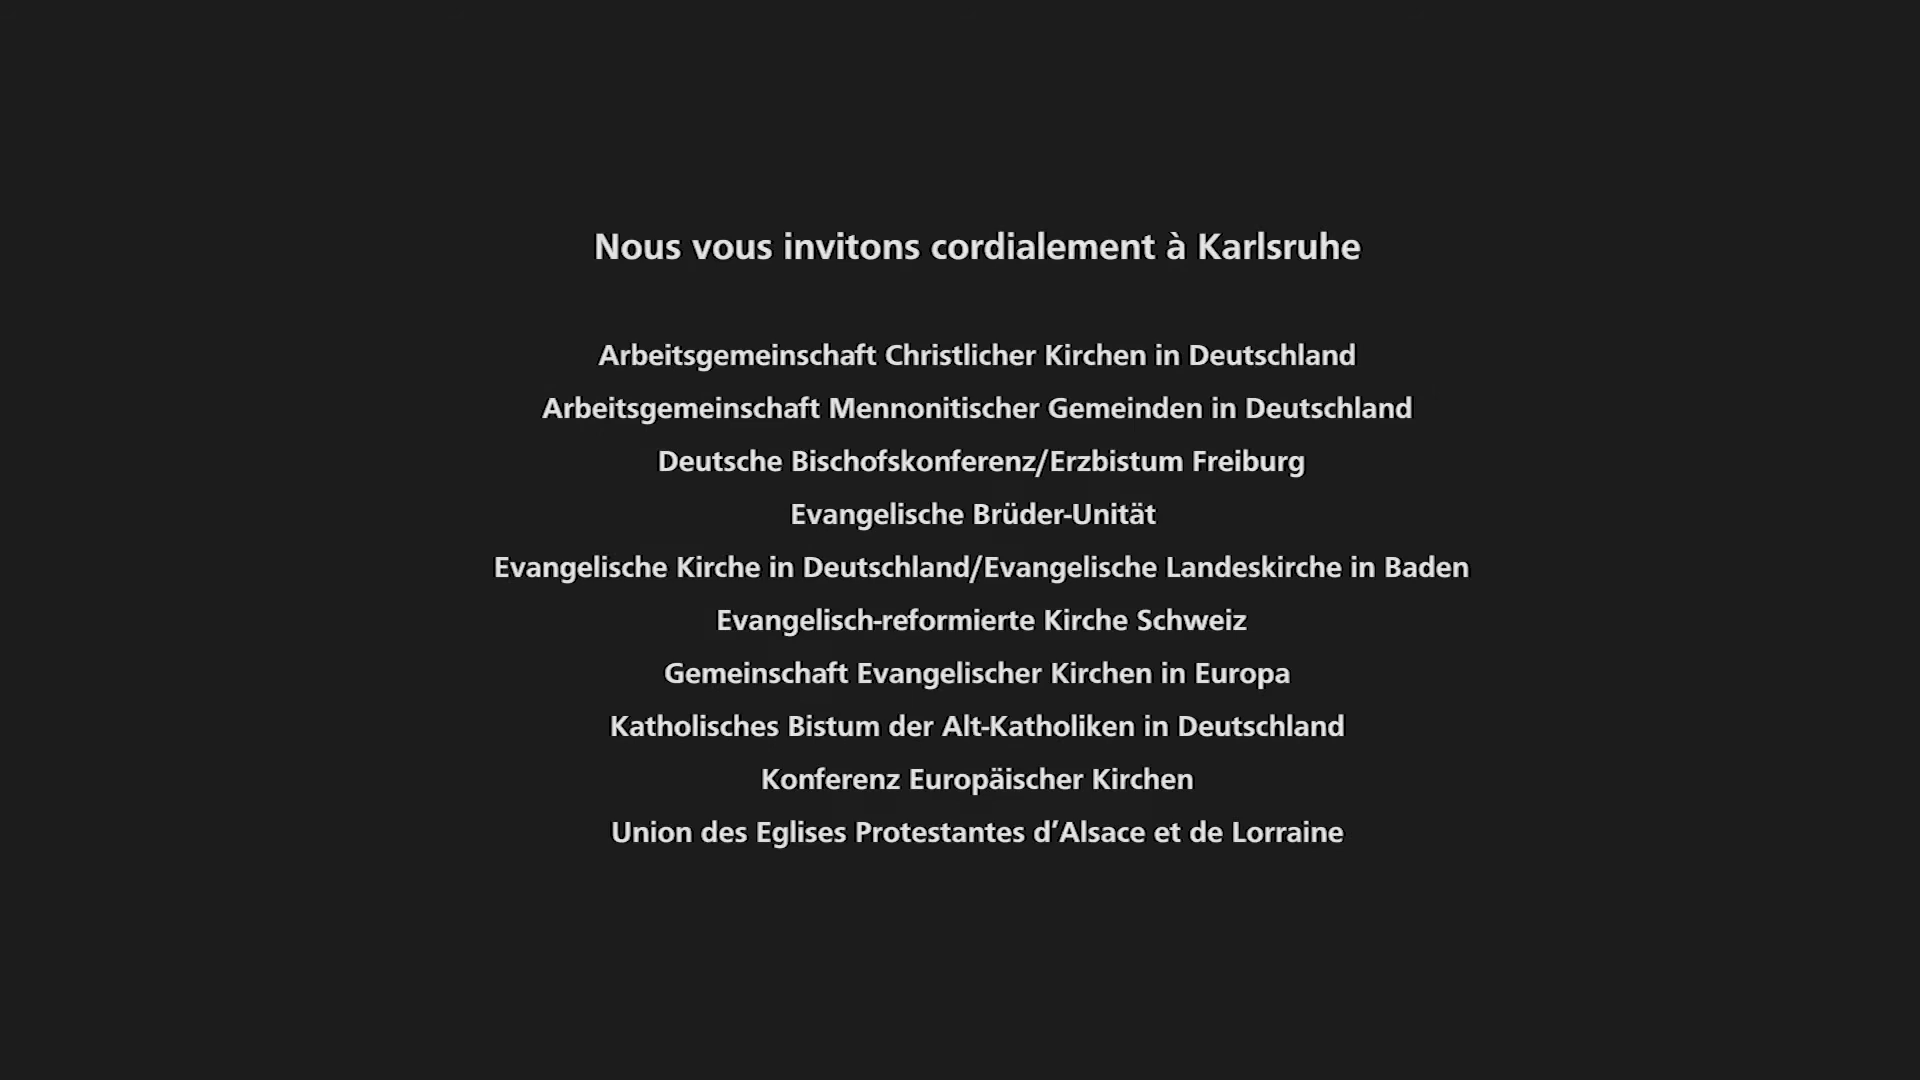 Nous vous invitons cordialement à Karlsruhe
Arbeitsgemeinschaft Christlicher Kirchen in Deutschland
Arbeitsgemeinschaft Mennonitischer Gemeinden in Deutschland
Deutsche Bischofskonferenz/Erzbistum Freiburg
Evangelische Brüder-Unität
Evangelische Kirche in Deutschland/Evangelische Landeskirche in Baden
Evangelisch-reformierte Kirche Schweiz
Gemeinschaft Evangelischer Kirchen in Europa
Katholisches Bistum der Alt-Katholiken in Deutschland
Konferenz Europäischer Kirchen
Union des Eglises Protestantes d’Alsace et de Lorraine